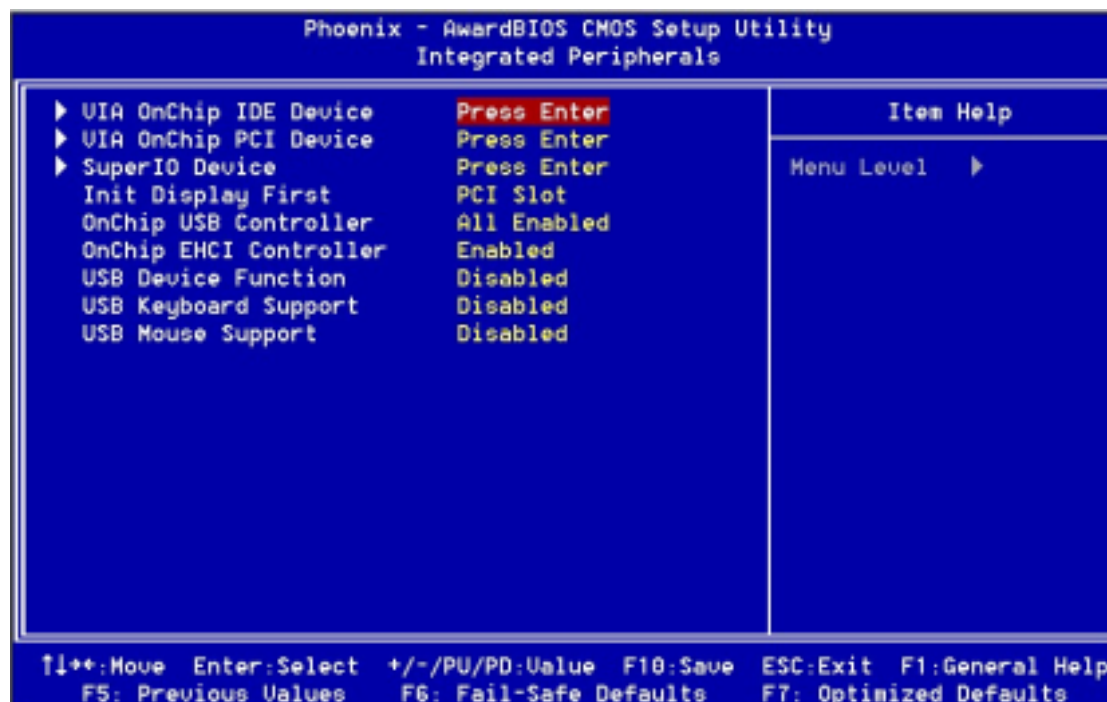 Phoenix - AwardBIOS CMOS Setup Utility
Integrated Peripherals
VIA OnChip IDE Device Press Enter
VIA OnChip PCI Device Press Enter
SuperIO Device Press Enter
Init Display First PCI Slot
OnChip USB Controller All Enabled
OnChip EHCI Controller Enabled
USB Device Function Disabled
USB Keyboard Support Disabled
USB Mouse Support Disabled
Item Help
Menu Level
↑↓↔:Move Enter:Select +/-/PU/PD:Value F10:Save ESC:Exit F1:General Help
F5: Previous Values F6: Fail-Safe Defaults F7: Optimized Defaults